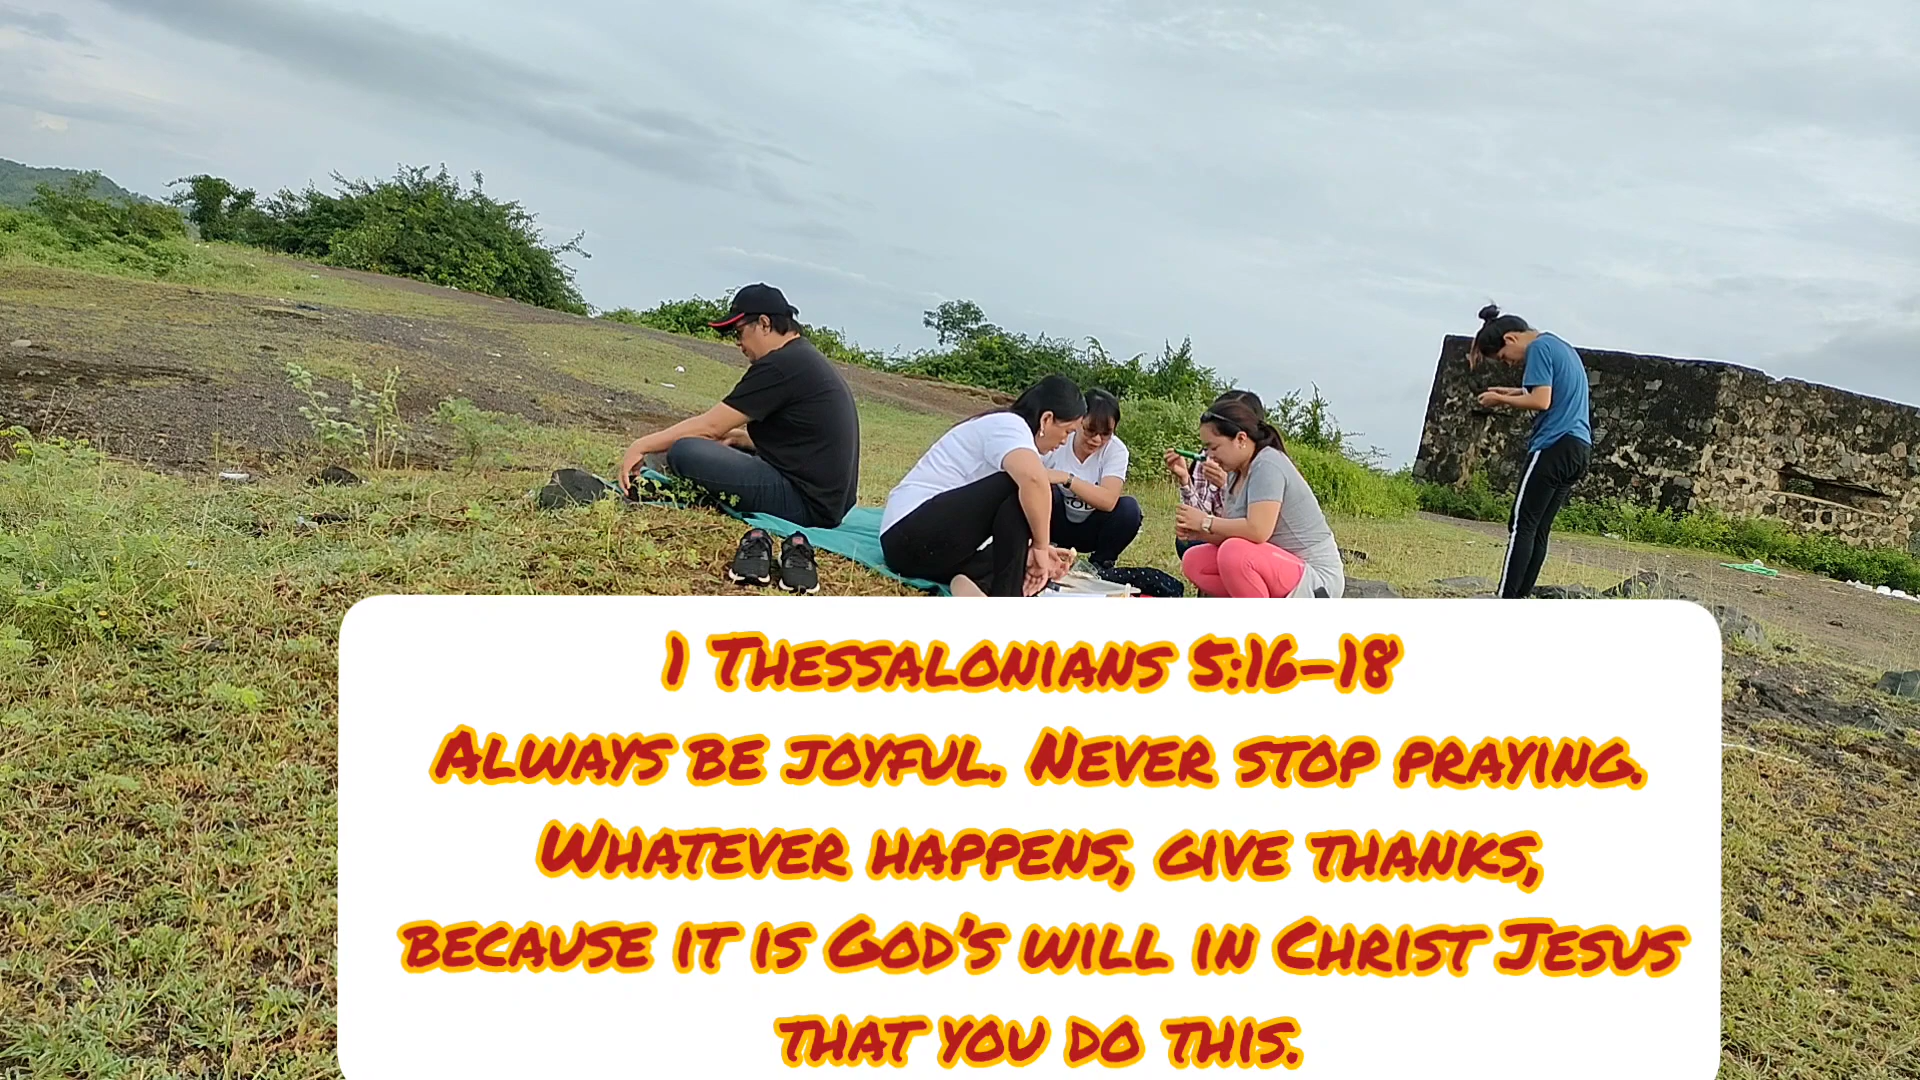 1 Thessalonians 5:16-18
Always be joyful. Never stop praying.
Whatever happens, give thanks,
because it is God's will in Christ Jesus
that you do this.